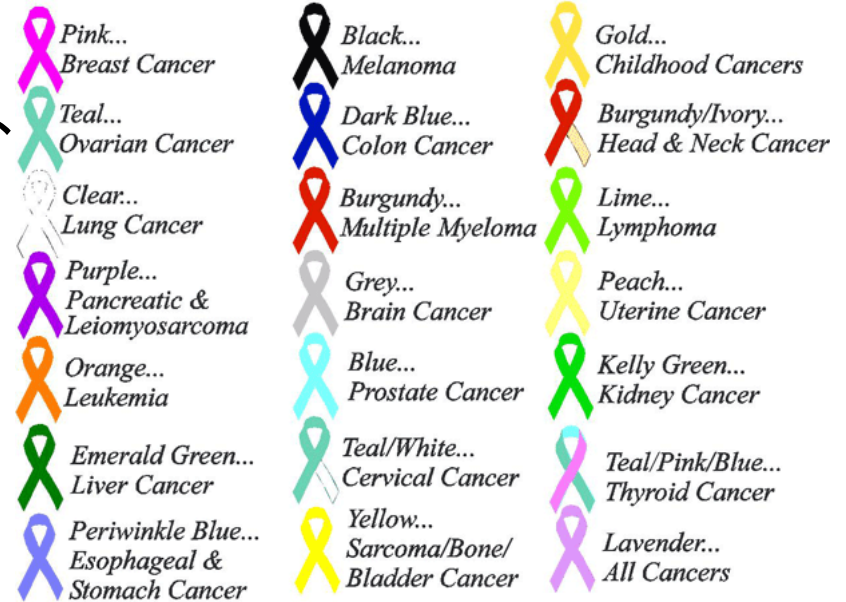 Pink...
Breast Cancer
Teal...
Ovarian Cancer
Clear...
Lung Cancer
Purple...
Pancreatic &
Leiomyosarcoma
Orange...
Leukemia
Emerald Green...
Liver Cancer
Periwinkle Blue...
Esophageal &
Stomach Cancer
Black...
Melanoma
Dark Blue...
Colon Cancer
Burgundy...
Multiple Myeloma
Grey...
Brain Cancer
Blue...
Prostate Cancer
Teal/White...
Cervical Cancer
Yellow...
Sarcoma/Bone/
Bladder Cancer
Gold...
Childhood Cancers
Burgundy/Ivory...
Head & Neck Cancer
Lime...
Lymphoma
Peach...
Uterine Cancer
Kelly Green...
Kidney Cancer
Teal/Pink/Blue...
Thyroid Cancer
Lavender...
All Cancers